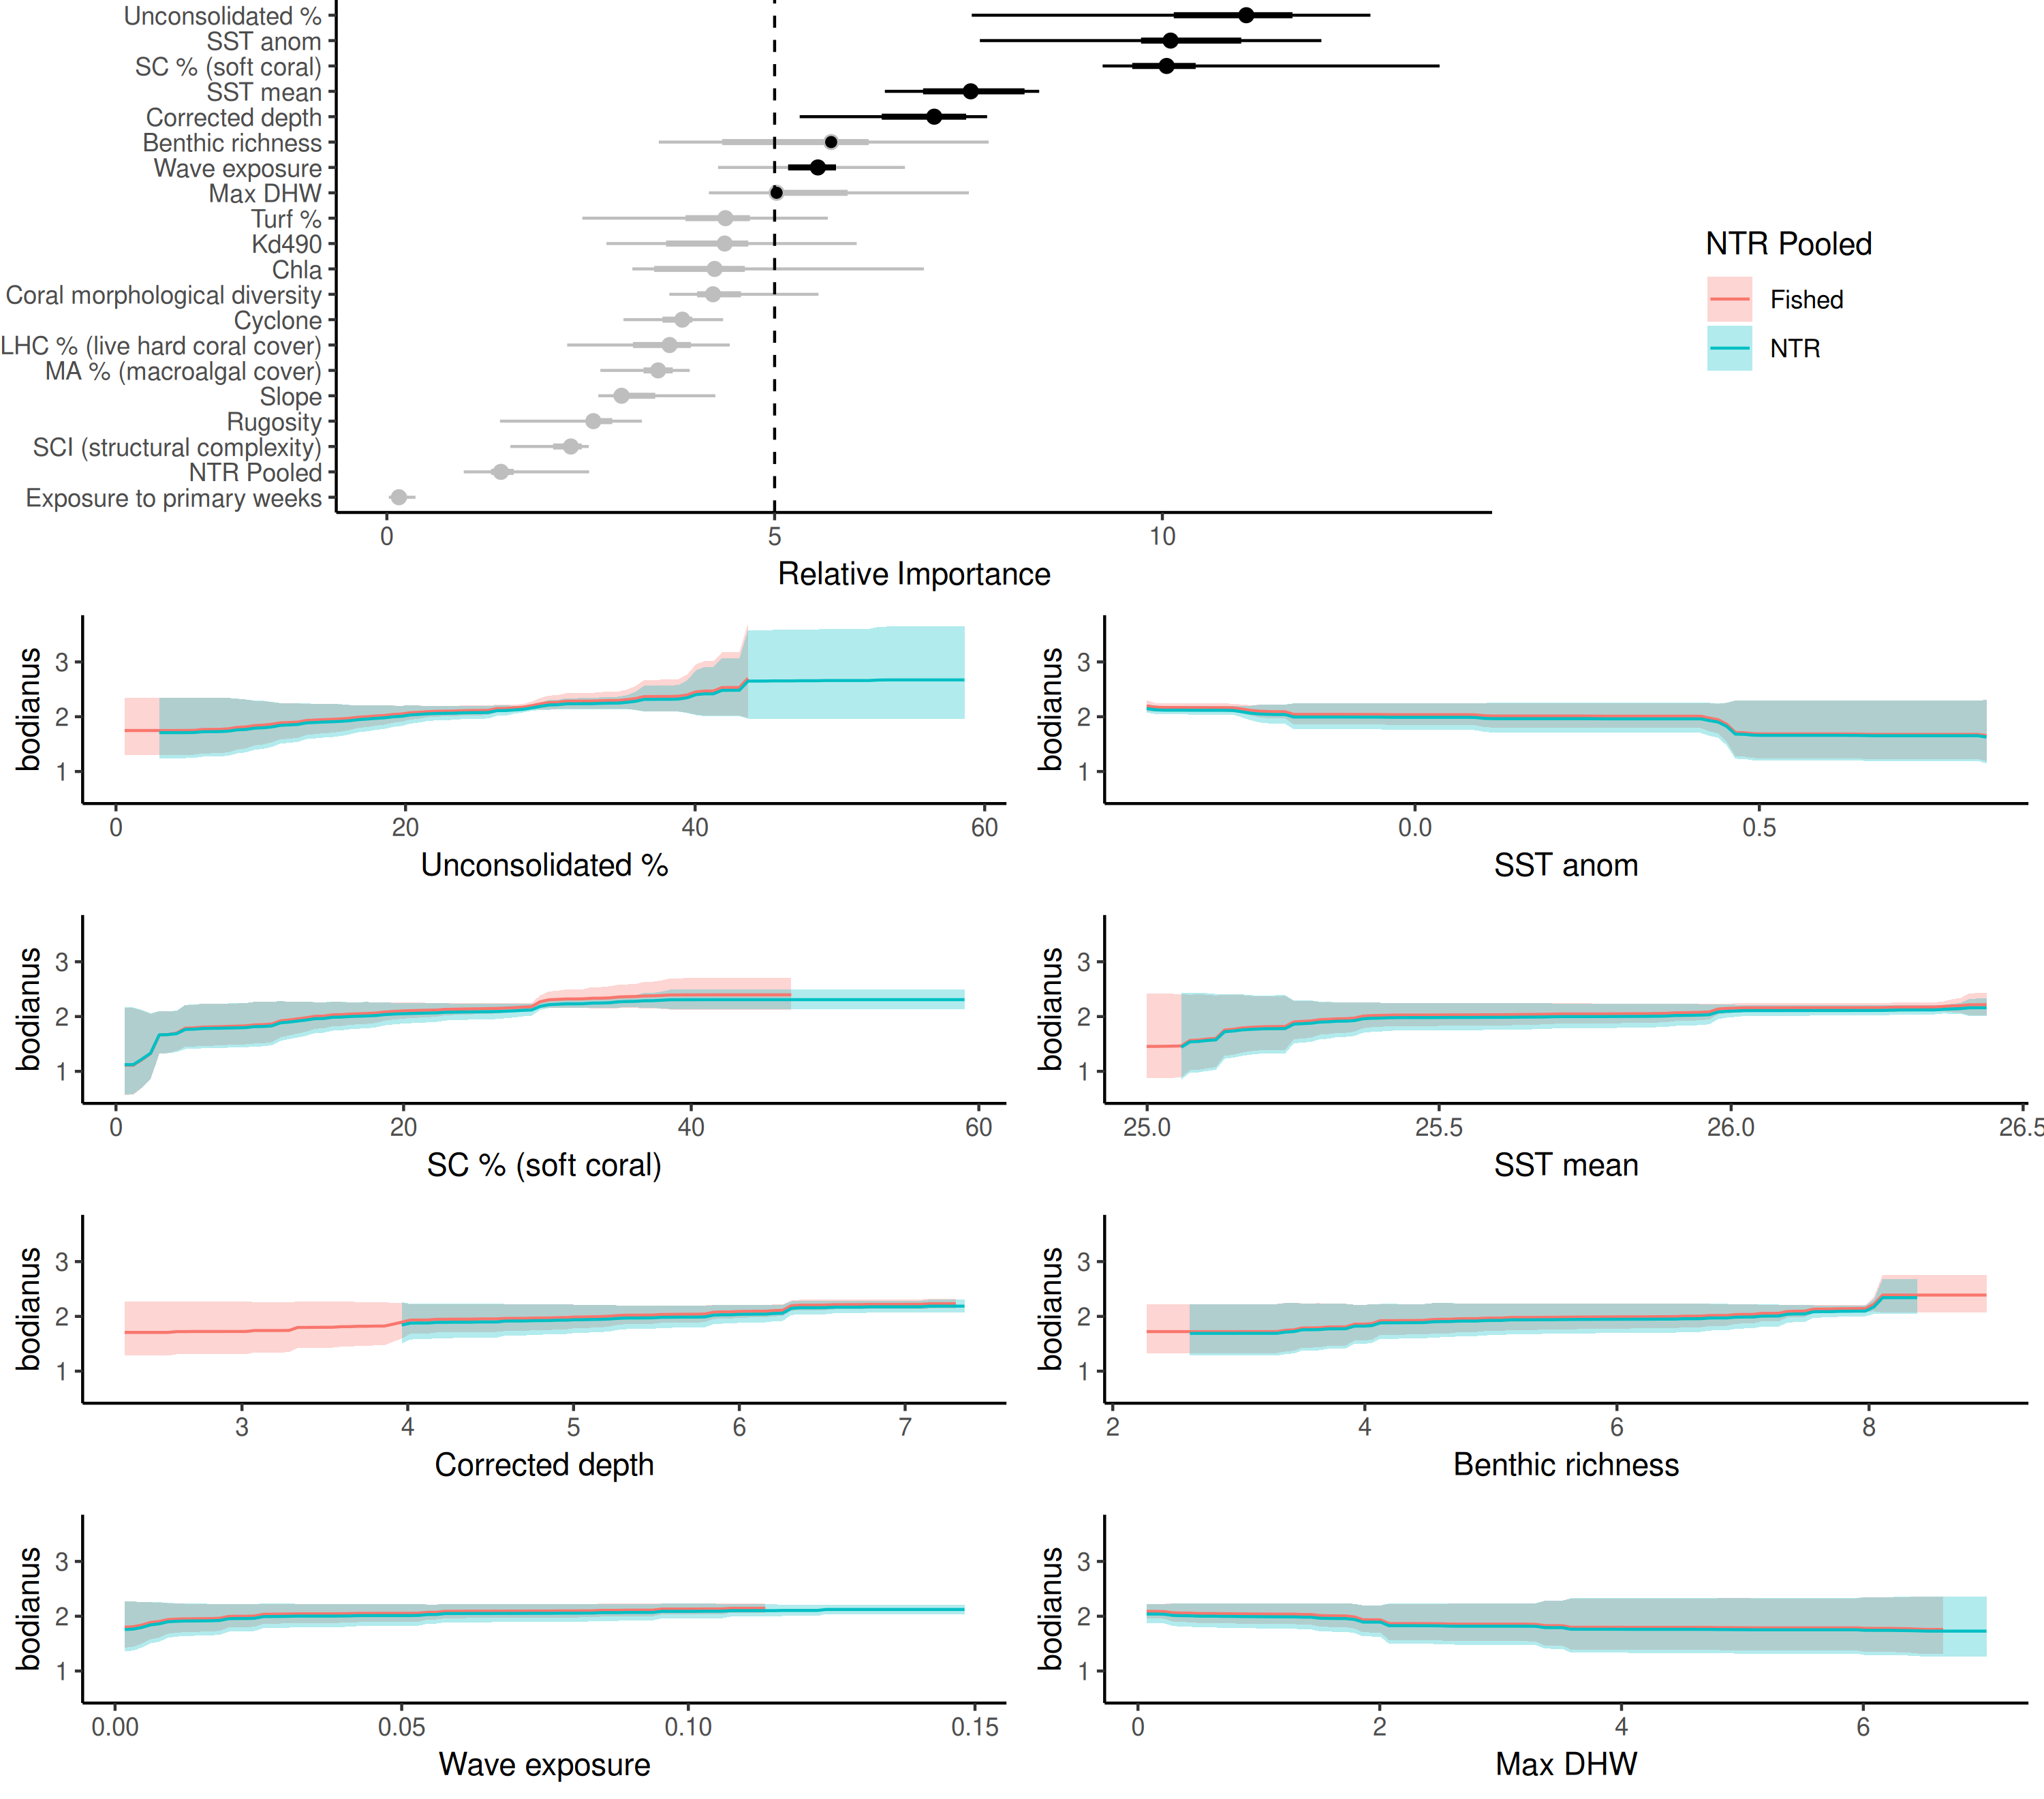 Unconsolidated %
SST anom
SC % (soft coral)
SST mean
Corrected depth
Benthic richness
Wave exposure
Max DHW
Turf %
Kd490
Chla
Coral morphological diversity
Cyclone
LHC % (live hard coral cover)
MA % (macroalgal cover)
Slope
Rugosity
SCI (structural complexity)
NTR Pooled
Exposure to primary weeks
0 5 10
Relative Importance
NTR Pooled
Fished
NTR
bodianus
3
2
1
0 20 40 60
Unconsolidated %
bodianus
3
2
1
0.0 0.5
SST anom
bodianus
3
2
1
0 20 40 60
SC % (soft coral)
bodianus
3
2
1
25.0 25.5 26.0 26.5
SST mean
bodianus
3
2
1
3 4 5 6 7
Corrected depth
bodianus
3
2
1
2 4 6 8
Benthic richness
bodianus
3
2
1
0.00 0.05 0.10 0.15
Wave exposure
bodianus
3
2
1
0 2 4 6
Max DHW